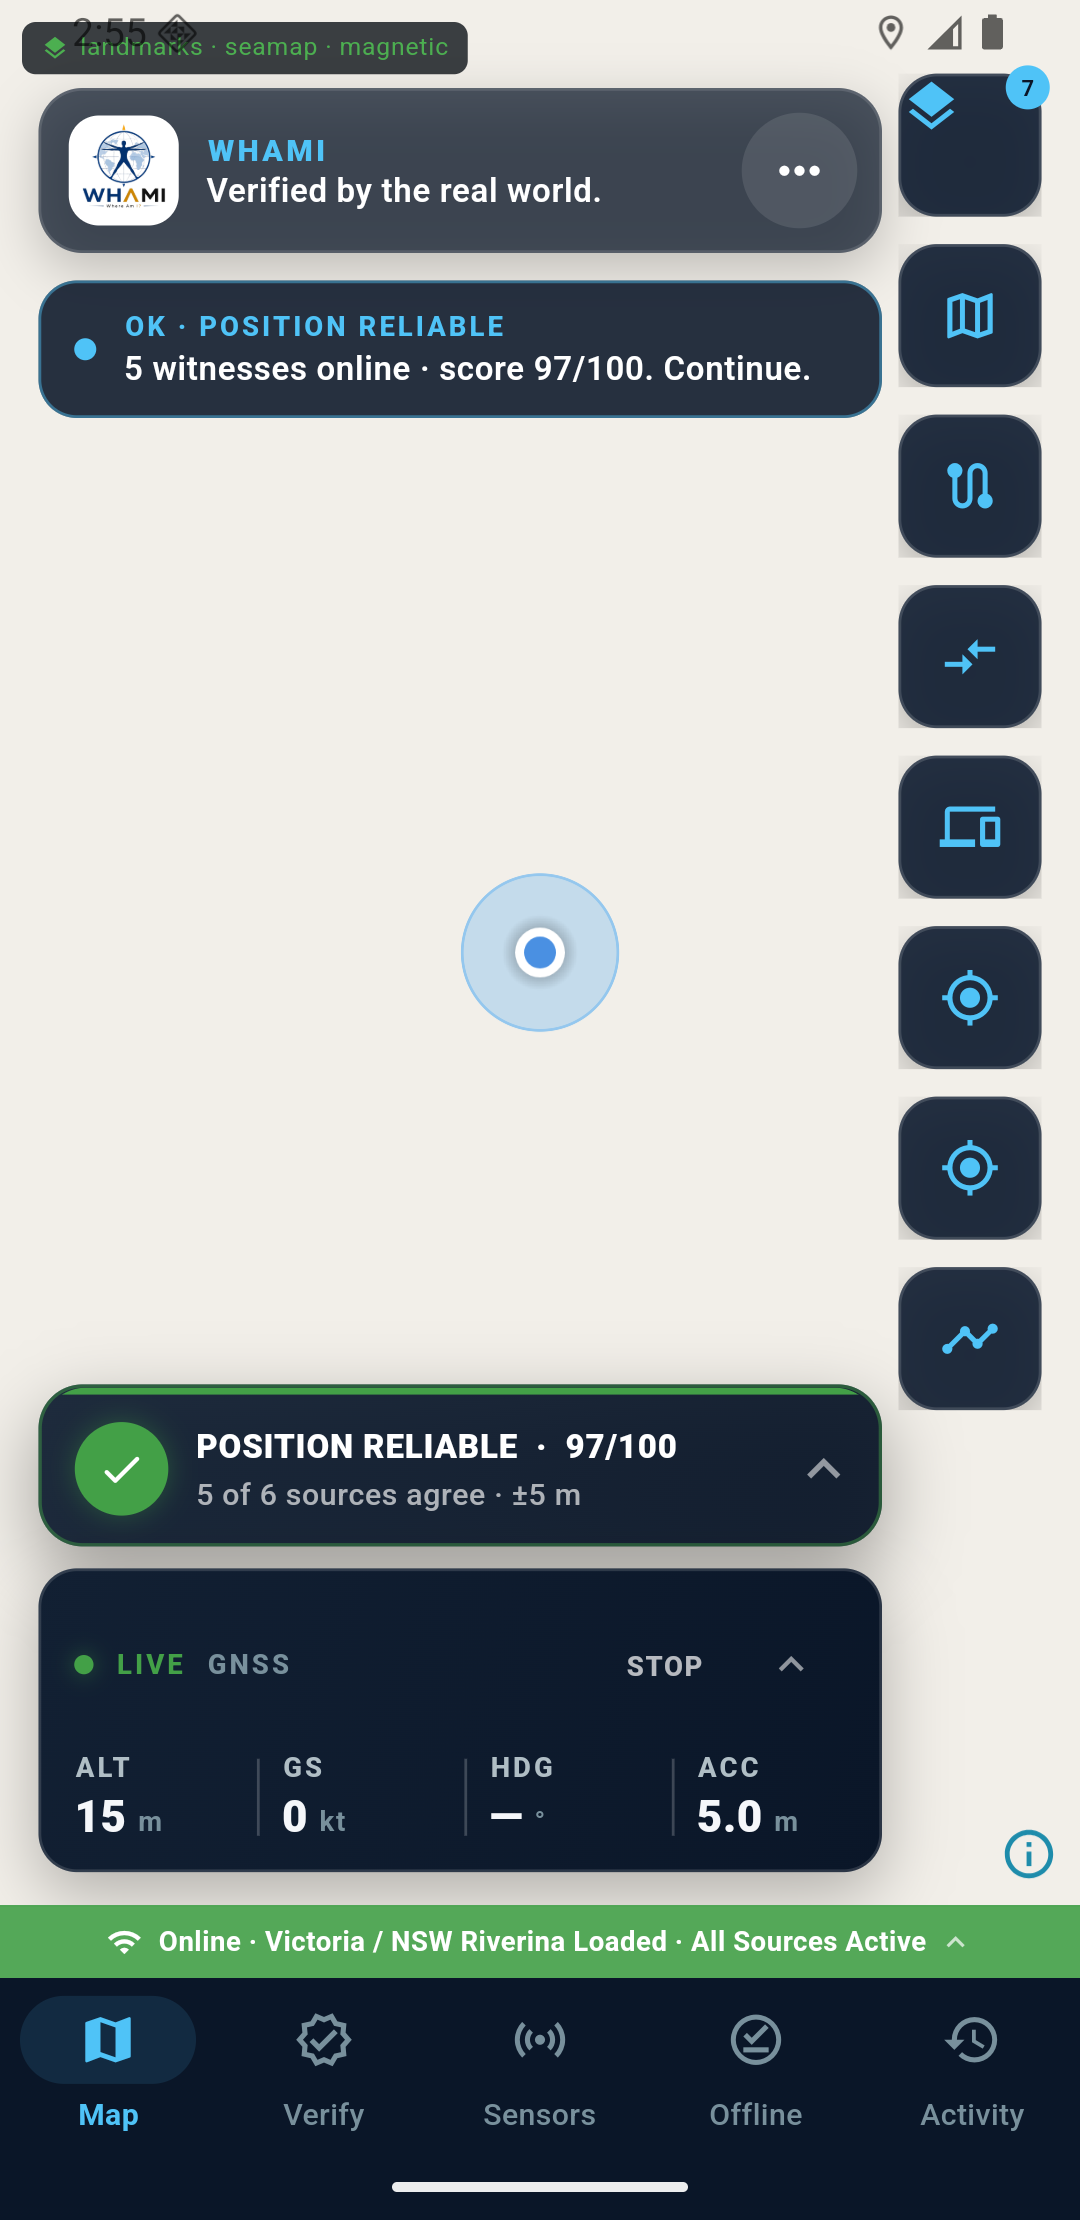 2:55
landmarks · seamap · magnetic
7
WHAMI
Where Am I?
WHAMI
Verified by the real world.
OK · POSITION RELIABLE
5 witnesses online · score 97/100. Continue.
POSITION RELIABLE · 97/100
5 of 6 sources agree · ±5 m
LIVE GNSS
STOP
ALT
GS
HDG
ACC
15 m
0 kt
— °
5.0 m
Online · Victoria / NSW Riverina Loaded · All Sources Active
Map
Verify
Sensors
Offline
Activity